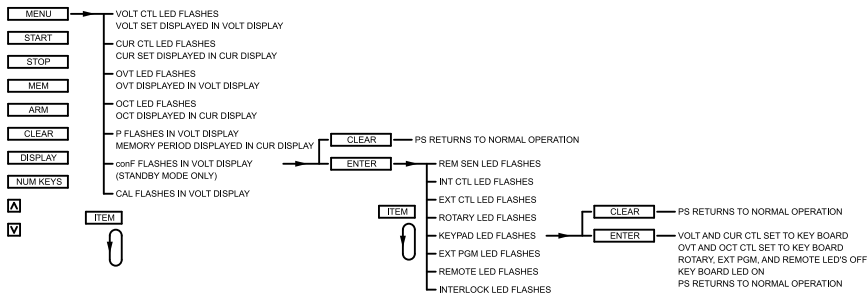 MENU
START
STOP
MEM
ARM
CLEAR
DISPLAY
NUM KEYS
VOLT CTL LED FLASHES
VOLT SET DISPLAYED IN VOLT DISPLAY
CUR CTL LED FLASHES
CUR SET DISPLAYED IN CUR DISPLAY
OVT LED FLASHES
OVT DISPLAYED IN VOLT DISPLAY
OCT LED FLASHES
OCT DISPLAYED IN CUR DISPLAY
P FLASHES IN VOLT DISPLAY
MEMORY PERIOD DISPLAYED IN CUR DISPLAY
conF FLASHES IN VOLT DISPLAY
(STANDBY MODE ONLY)
CAL FLASHES IN VOLT DISPLAY
ITEM
CLEAR
PS RETURNS TO NORMAL OPERATION
ENTER
REM SEN LED FLASHES
INT CTL LED FLASHES
EXT CTL LED FLASHES
ROTARY LED FLASHES
KEYPAD LED FLASHES
EXT PGM LED FLASHES
REMOTE LED FLASHES
INTERLOCK LED FLASHES
ITEM
CLEAR
PS RETURNS TO NORMAL OPERATION
ENTER
VOLT AND CUR CTL SET TO KEY BOARD
OVT AND OCT CTL SET TO KEY BOARD
ROTARY, EXT PGM, AND REMOTE LED'S OFF
KEY BOARD LED ON
PS RETURNS TO NORMAL OPERATION